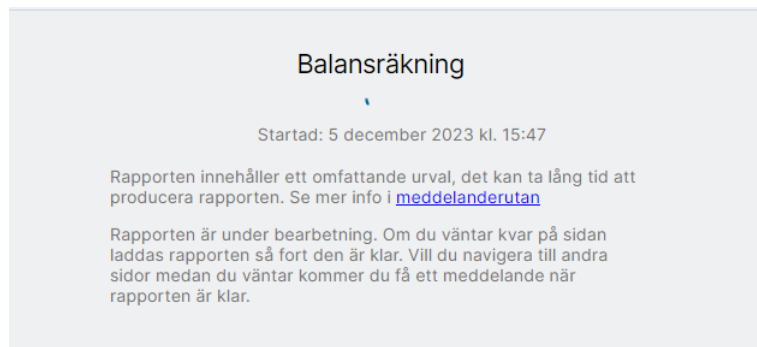 Balansräkning
Startad: 5 december 2023 kl. 15:47
Rapporten innehåller ett omfattande urval, det kan ta lång tid att
producera rapporten. Se mer info i meddelanderutan
Rapporten är under bearbetning. Om du väntar kvar på sidan
laddas rapporten så fort den är klar. Vill du navigera till andra
sidor medan du väntar kommer du få ett meddelande när
rapporten är klar.